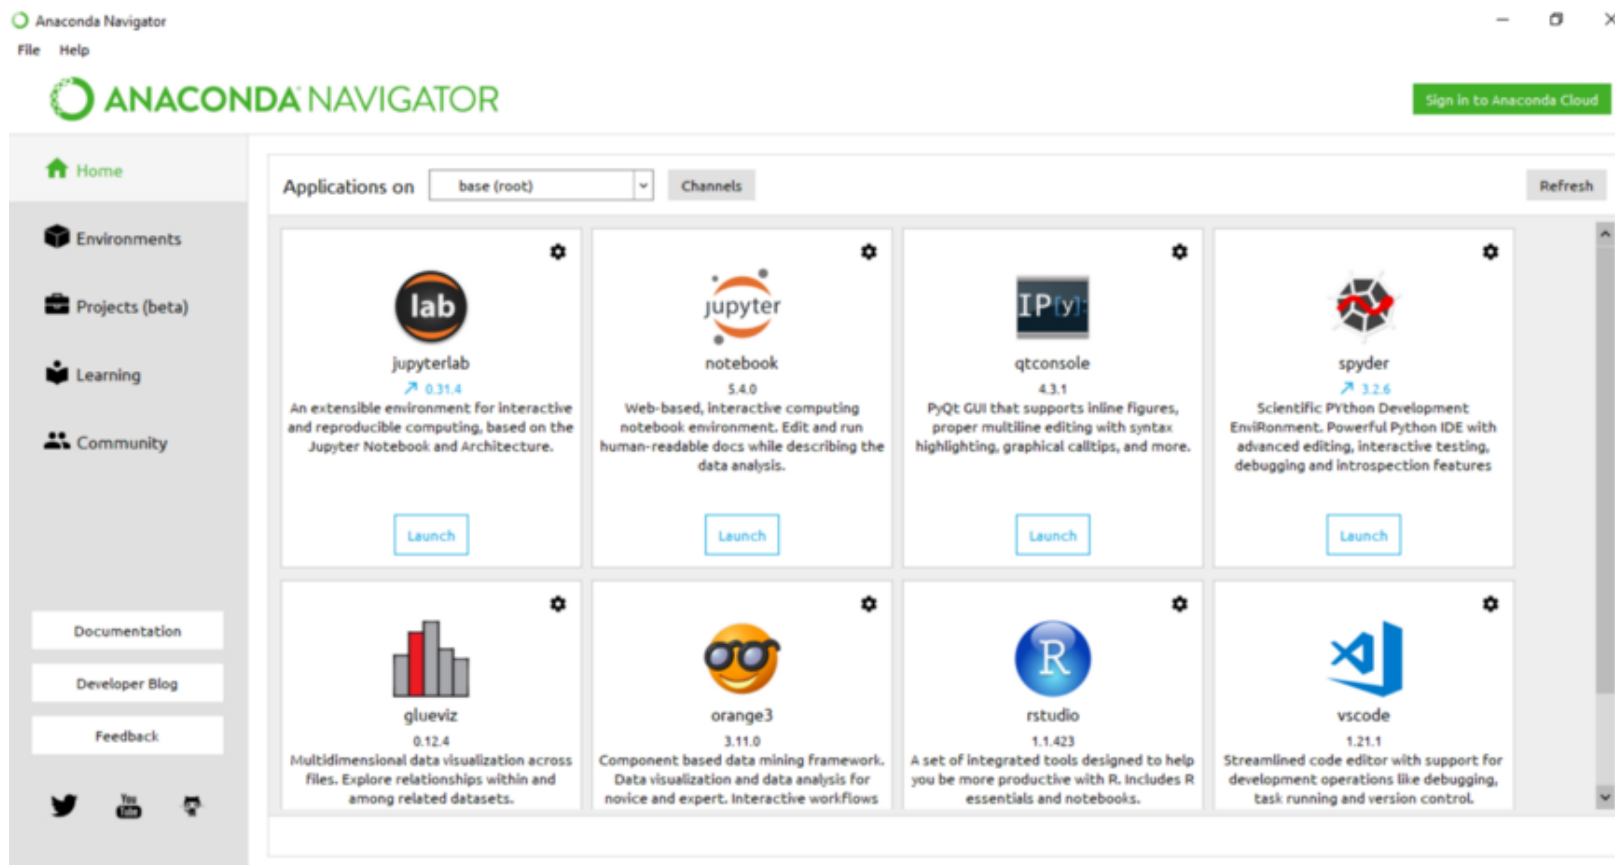 Anaconda Navigator
File Help
ANACONDA NAVIGATOR
Sign in to Anaconda Cloud
Home
Environments
Projects (beta)
Learning
Community
Documentation
Developer Blog
Feedback
You
Tube
Applications on base (root) Channels Refresh
lab
jupyterlab
0.31.4
An extensible environment for interactive
and reproducible computing, based on the
Jupyter Notebook and Architecture.
Launch
jupyter
notebook
5.4.0
Web-based, interactive computing
notebook environment. Edit and run
human-readable docs while describing the
data analysis.
Launch
IP[y]:
qtconsole
4.3.1
PyQt GUI that supports inline figures,
proper multiline editing with syntax
highlighting, graphical calltips, and more.
Launch
spyder
3.2.6
Scientific PYthon Development
EnviRonment. Powerful Python IDE with
advanced editing, interactive testing,
debugging and introspection features
Launch
glueviz
0.12.4
Multidimensional data visualization across
files. Explore relationships within and
among related datasets.
orange3
3.11.0
Component based data mining framework.
Data visualization and data analysis for
novice and expert. Interactive workflows
R
rstudio
1.1.423
A set of integrated tools designed to help
you be more productive with R. Includes R
essentials and notebooks.
vscode
1.21.1
Streamlined code editor with support for
development operations like debugging,
task running and version control.